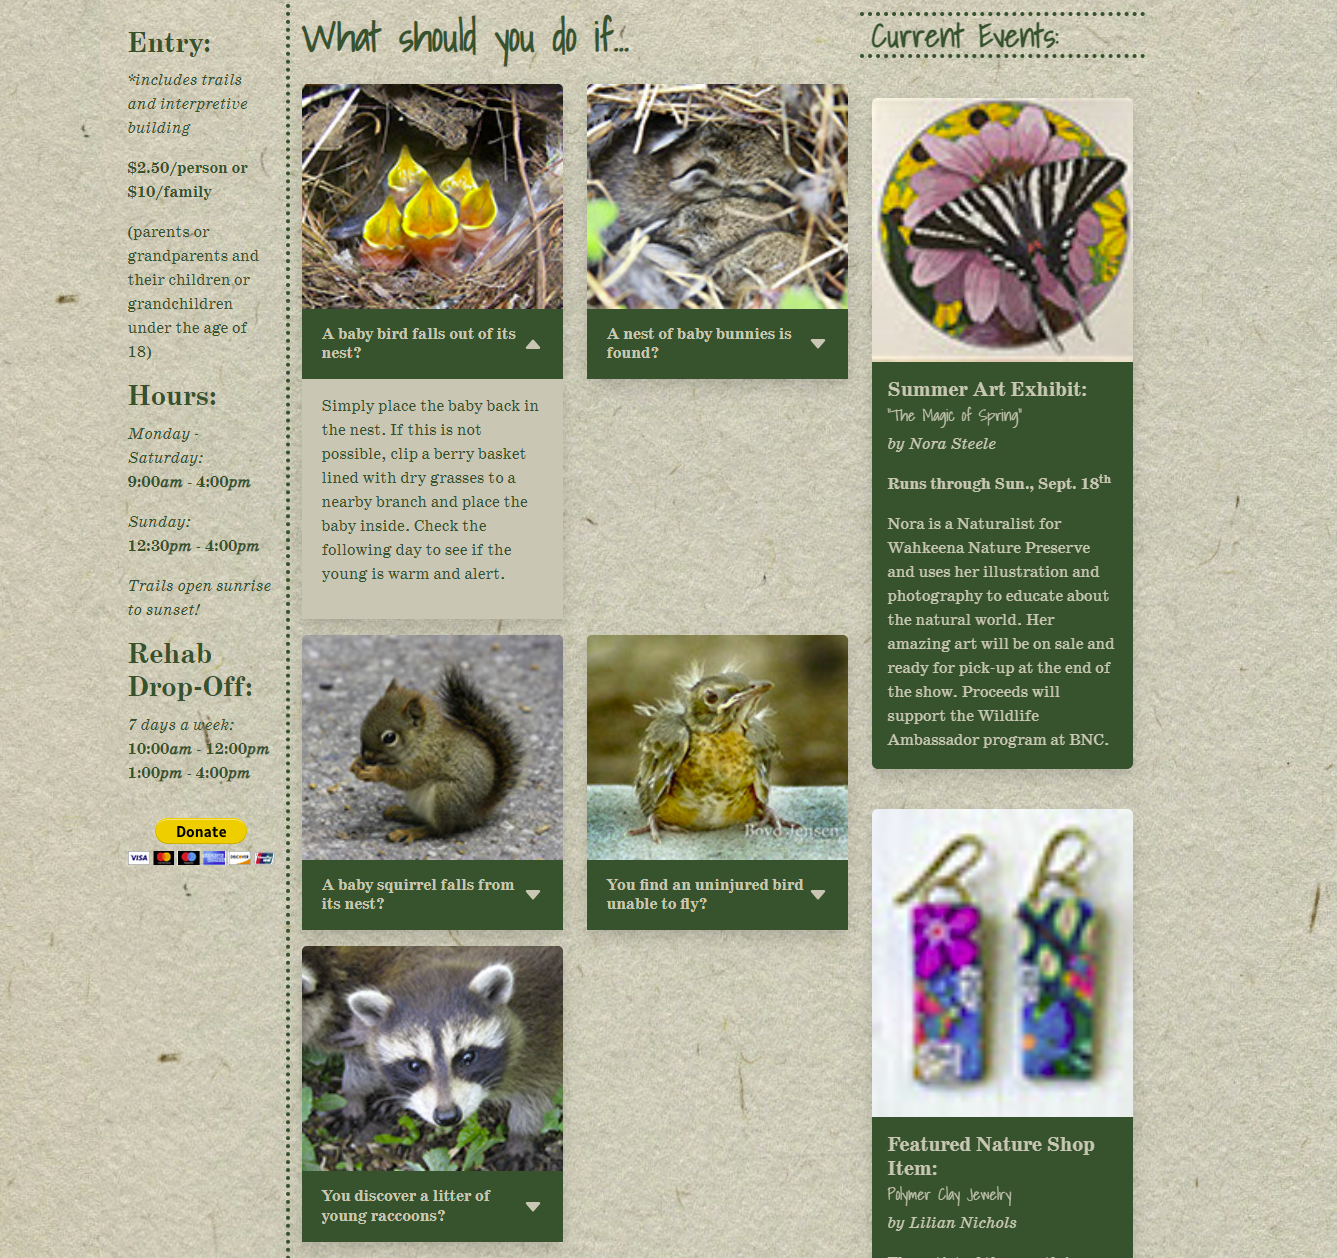 Entry:
*includes trails
and interpretive
building
$2.50/person or
$10/family
(parents or
grandparents and
their children or
grandchildren
under the age of
18)
Hours:
Monday -
Saturday:
9:00am - 4:00pm
Sunday:
12:30pm - 4:00pm
Trails open sunrise
to sunset!
Rehab
Drop-Off:
7 days a week:
10:00am - 12:00pm
1:00pm - 4:00pm
Donate
VISA
DISCOVER
What should you do if...
A baby bird falls out of its
nest?
Simply place the baby back in
the nest. If this is not
possible, clip a berry basket
lined with dry grasses to a
nearby branch and place the
baby inside. Check the
following day to see if the
young is warm and alert.
A nest of baby bunnies is
found?
A baby squirrel falls from
its nest?
Boyd Jensen
You find an uninjured bird
unable to fly?
You discover a litter of
young raccoons?
Current Events:
Summer Art Exhibit:
"The Magic of Spring"
by Nora Steele
Runs through Sun., Sept. 18th
Nora is a Naturalist for
Wahkeena Nature Preserve
and uses her illustration and
photography to educate about
the natural world. Her
amazing art will be on sale and
ready for pick-up at the end of
the show. Proceeds will
support the Wildlife
Ambassador program at BNC.
Featured Nature Shop
Item:
Polymer Clay Jewelry
by Lilian Nichols